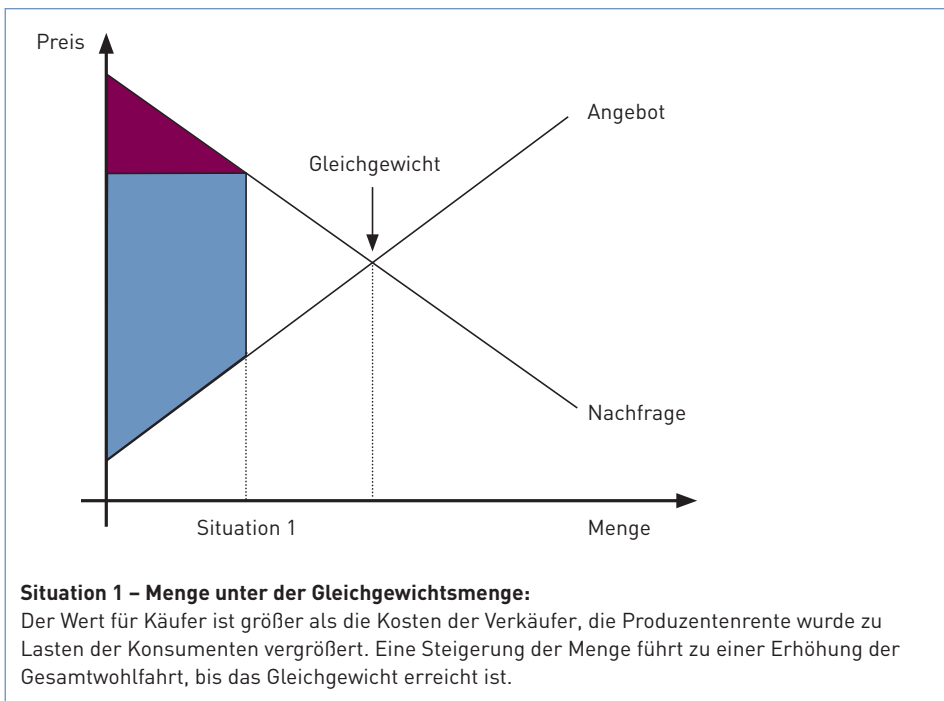 Preis
Angebot
Gleichgewicht
Nachfrage
Situation 1
Menge
Situation 1 – Menge unter der Gleichgewichtsmenge:
Der Wert für Käufer ist größer als die Kosten der Verkäufer, die Produzentenrente wurde zu
Lasten der Konsumenten vergrößert. Eine Steigerung der Menge führt zu einer Erhöhung der
Gesamtwohlfahrt, bis das Gleichgewicht erreicht ist.